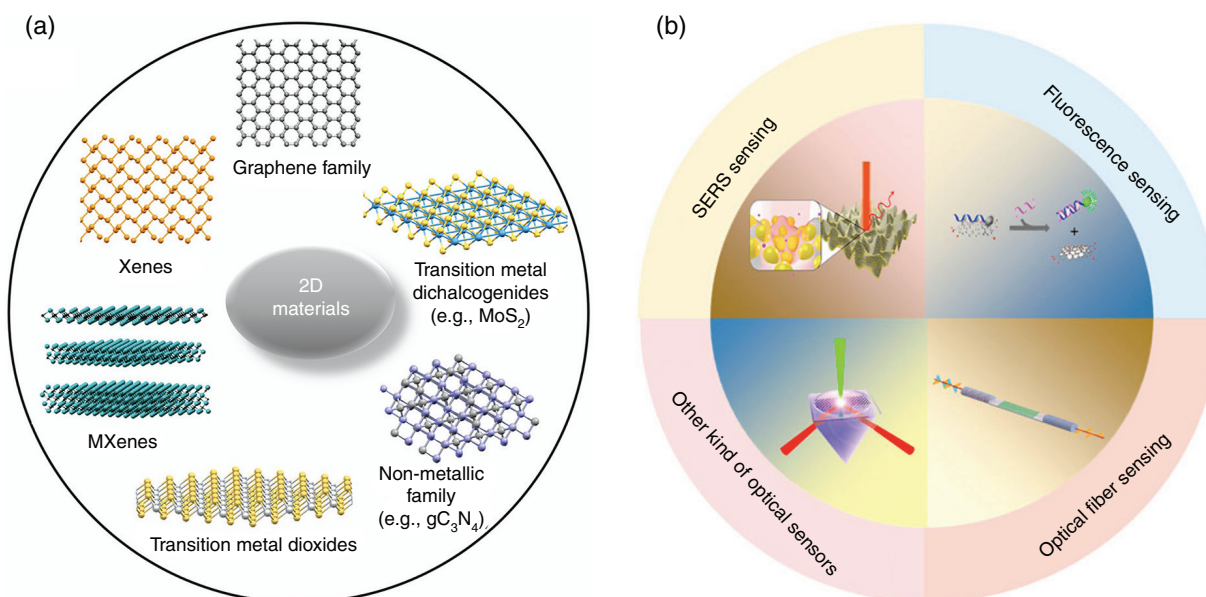 (a)
Graphene family
Xenes
Transition metal
dichalcogenides
(e.g., MoS₂)
2D
materials
MXenes
Non-metallic
family
(e.g., gC₃N₄)
Transition metal dioxides
(b)
SERS sensing
Fluorescence sensing
Other kind of optical sensors
Optical fiber sensing